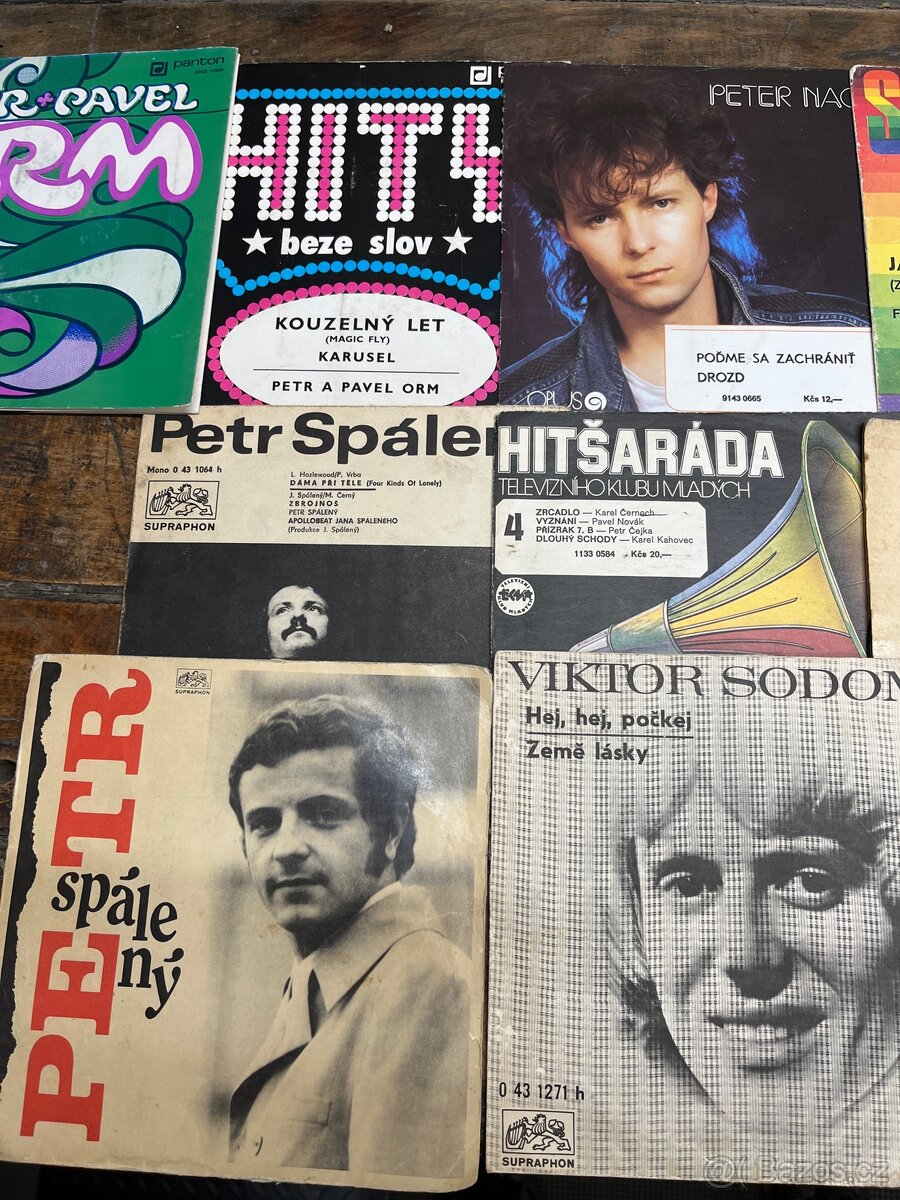 panton
R ✤ PAVEL
RM
HITY
★ beze slov ★
KOUZELNÝ LET
(MAGIC FLY)
KARUSEL
PETR A PAVEL ORM
PETER NAG
POĎME SA ZACHRÁNIŤ
DROZD
9143 0665 Kčs 12,—
OPUS
S
JA
(Z
F
Petr Spálen
Mono 0 43 1064 h
SUPRAPHON
L. Hazlewood/P. Vrba
DÁMA PŘI TĚLE (Four Kinds Of Lonely)
J. Spálený/M. Černý
ZBROJNOŠ
PETR SPÁLENÝ
APOLLOBEAT JANA SPÁLENÉHO
(Produkce J. Spálený)
HITŠARÁDA
TELEVIZNÍHO KLUBU MLADÝCH
4
ZRCADLO — Karel Černoch
VYZNÁNÍ — Pavel Novák
PŘÍZRAK 7. B — Petr Čejka
DLOUHÝ SCHODY — Karel Kahovec
1133 0584 Kčs 20,—
PETR
spále
ný
SUPRAPHON
VIKTOR SODOM
Hej, hej, počkej
Země lásky
0 43 1271 h
SUPRAPHON
Bazos.cz